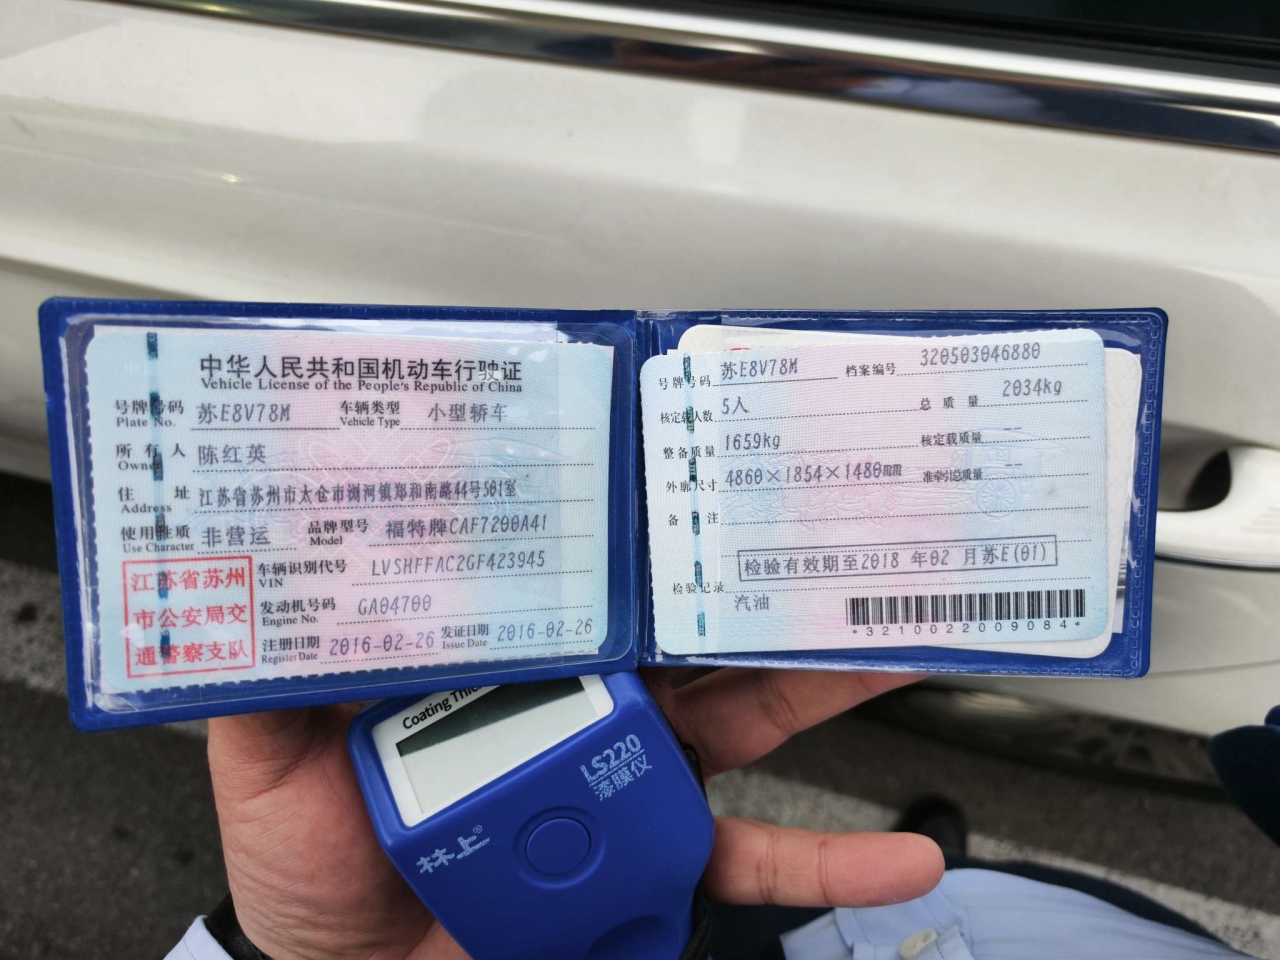 中华人民共和国机动车行驶证
Vehicle License of the People's Republic of China
号牌号码 苏E8V78M 车辆类型 小型轿车
Plate No. Vehicle Type
所有人 陈红英
Owner
住址 江苏省苏州市太仓市浏河镇郑和南路44号501室
Address
使用性质 非营运 品牌型号 福特牌CAF7200A41
Use Character Model
江苏省苏州
市公安局交
通警察支队
车辆识别代号 LVSHFFAC2GF423945
VIN
发动机号码 GA04700
Engine No.
注册日期 2016-02-26 发证日期 2016-02-26
Register Date Issue Date
号牌号码 苏E8V78M 档案编号 320503046880
核定载人数 5人 总质量 2034kg
整备质量 1659kg 核定载质量 --
外廓尺寸 4860×1854×1480mm 准牵引总质量 --
备注
检验有效期至2018 年02 月苏E(01)
检验记录
汽油
*3210022009084*
Coating Thic
LS220
漆膜仪
林上®